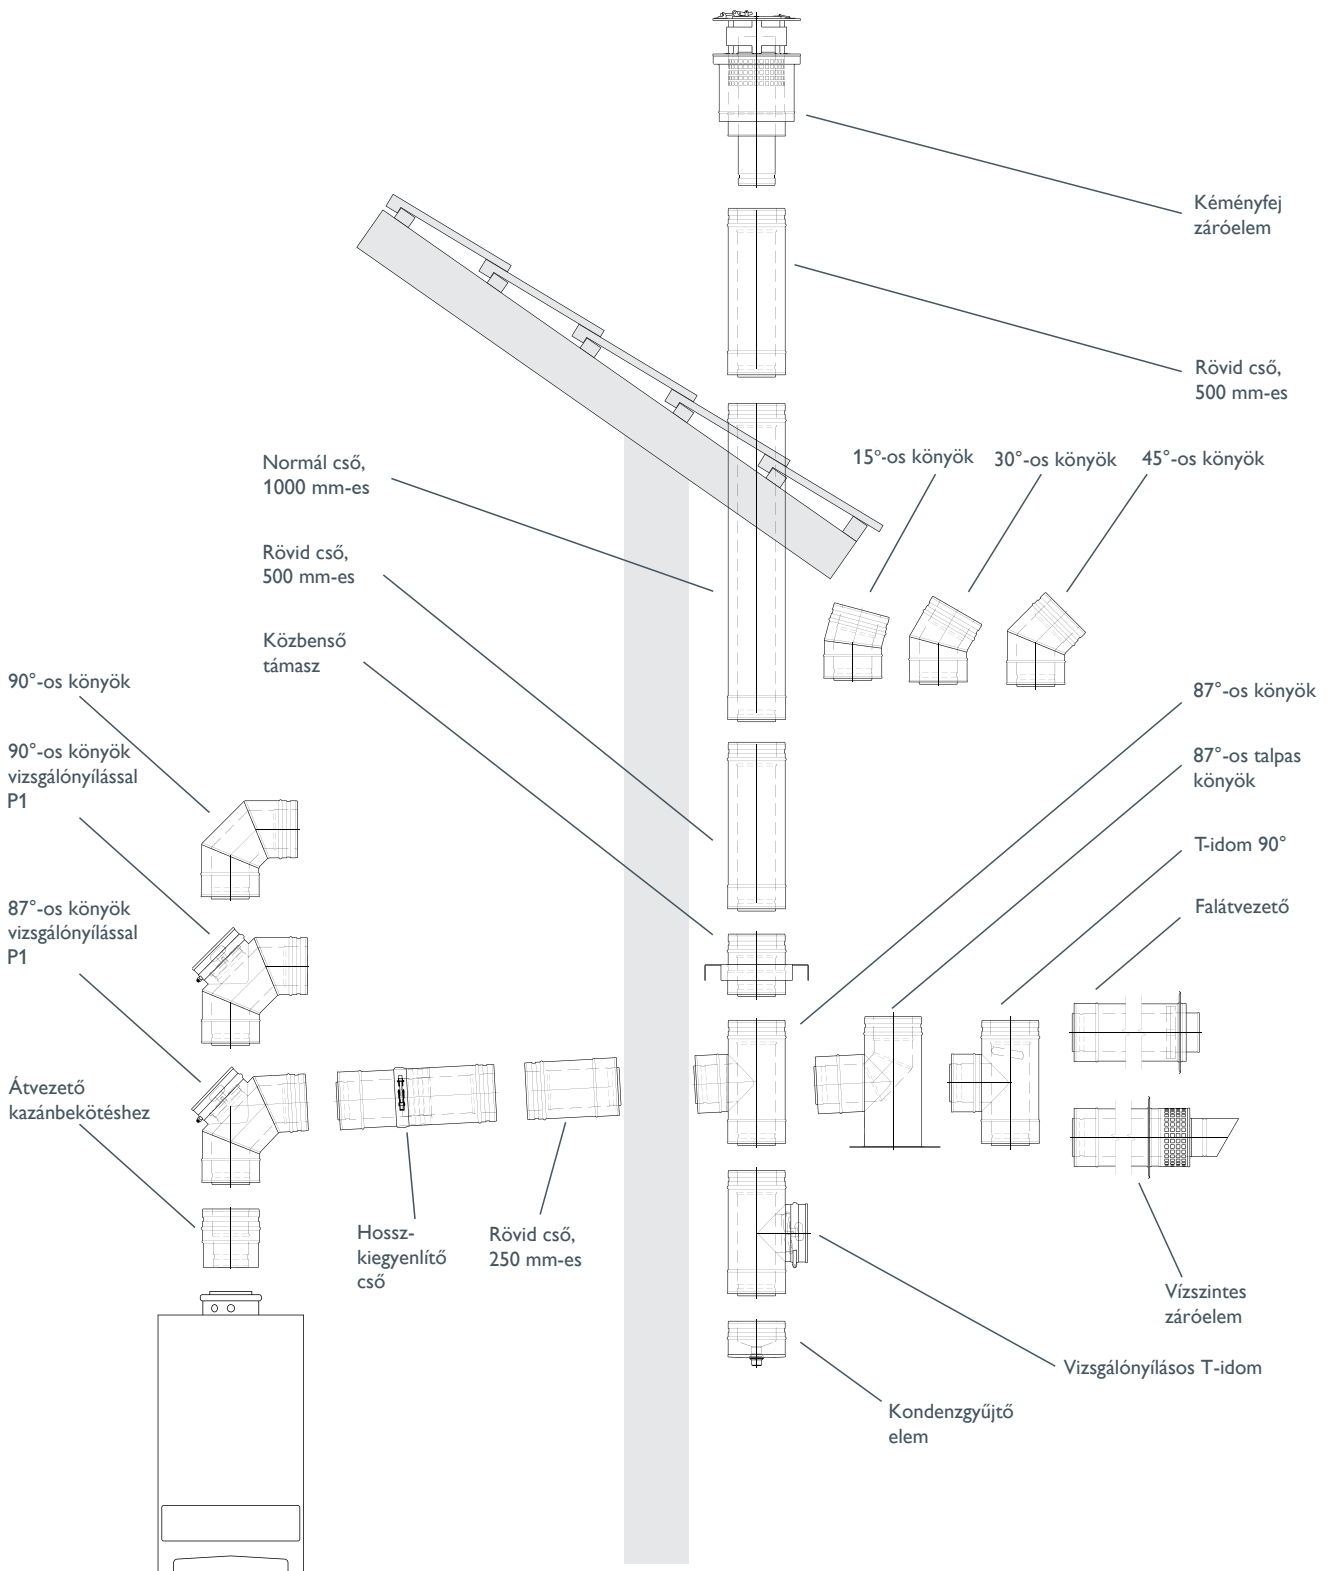 Kéményfej
záróelem
Rövid cső,
500 mm-es
Normál cső,
1000 mm-es
15°-os könyök
30°-os könyök
45°-os könyök
Rövid cső,
500 mm-es
Közbenső
támasz
90°-os könyök
87°-os könyök
90°-os könyök
vizsgálónyílással
P1
87°-os talpas
könyök
T-idom 90°
87°-os könyök
vizsgálónyílással
P1
Falátvezető
Átvezető
kazánbekötéshez
Hossz-
kiegyenlítő
cső
Rövid cső,
250 mm-es
Vízszintes
záróelem
Vizsgálónyílásos T-idom
Kondenzgyűjtő
elem